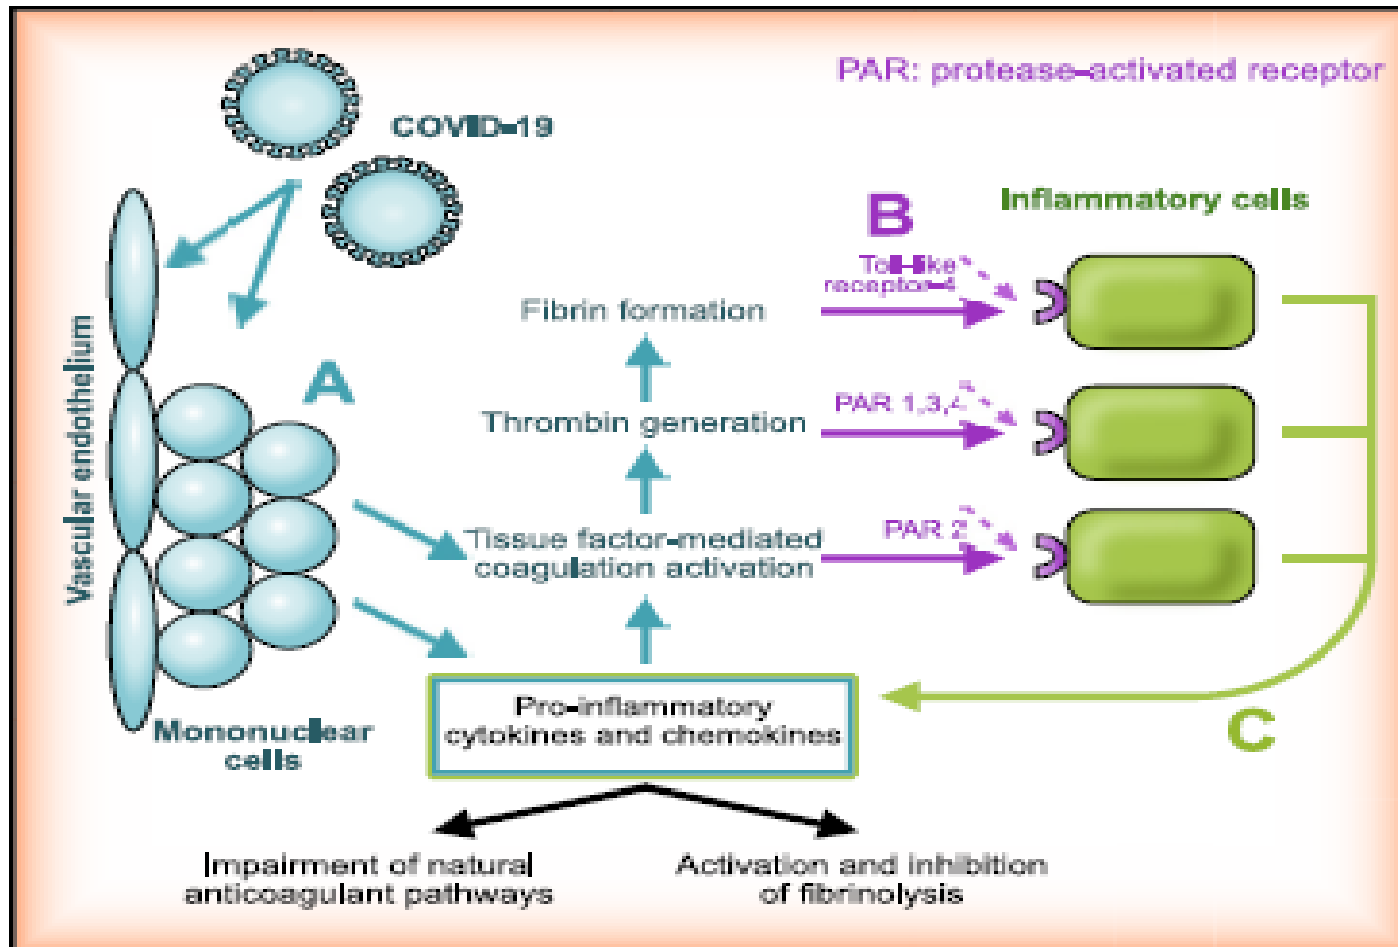 PAR: protease-activated receptor
COVID-19
B
Inflammatory cells
Toll-like
receptor-4
Fibrin formation
Vascular endothelium
A
Thrombin generation
PAR 1,3,4
Tissue factor-mediated
coagulation activation
PAR 2
Pro-inflammatory
cytokines and chemokines
C
Mononuclear
cells
Impairment of natural
anticoagulant pathways
Activation and inhibition
of fibrinolysis